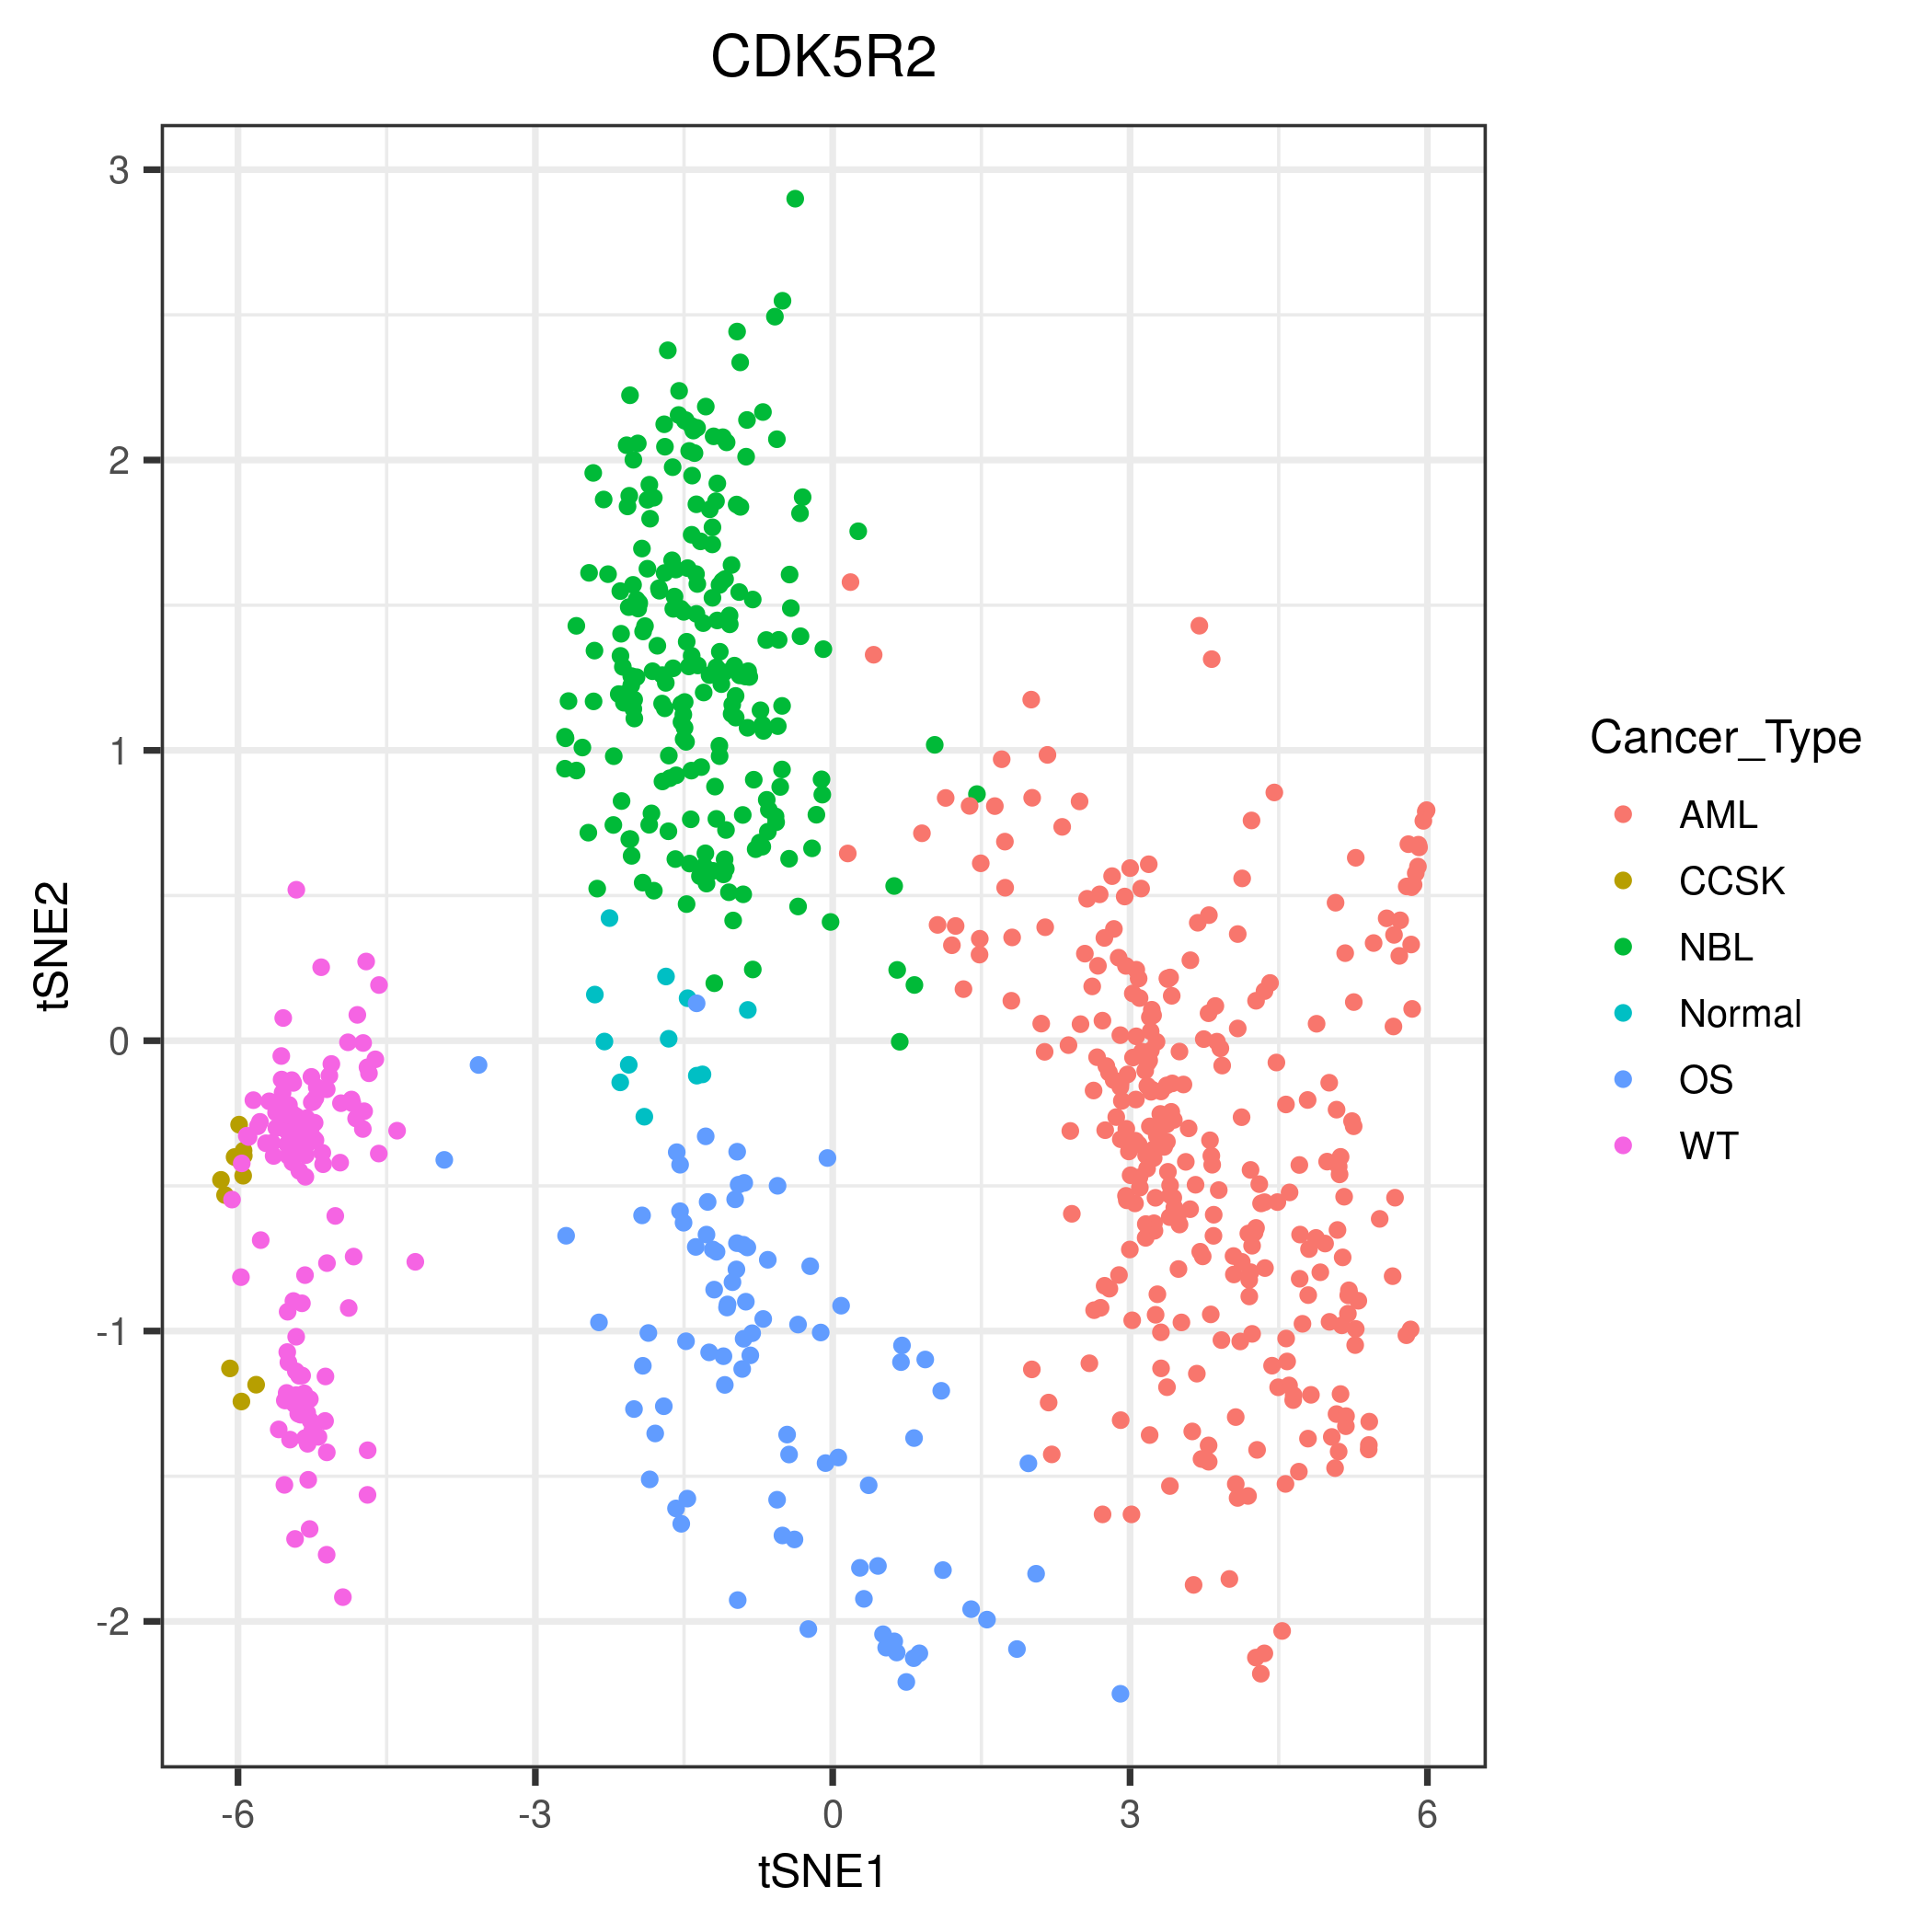 CDK5R2
3
2
1
0
-1
-2
tSNE2
-6 -3 0 3 6
tSNE1
Cancer_Type
AML
CCSK
NBL
Normal
OS
WT